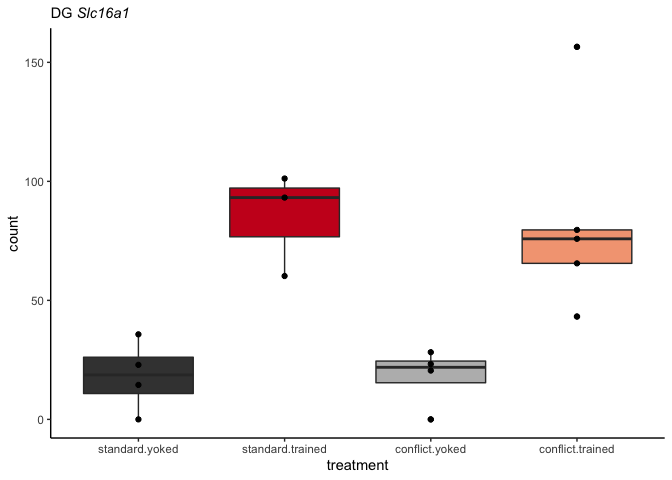 DG Slc16a1
150
100
50
0
count
standard.yoked standard.trained conflict.yoked conflict.trained
treatment